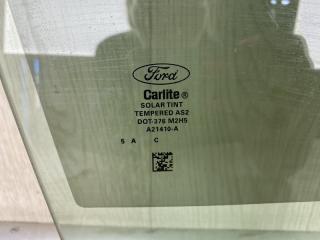 Ford
Carlite®
SOLAR TINT
TEMPERED AS2
DOT-376 M2H5
A21410-A
5 A C